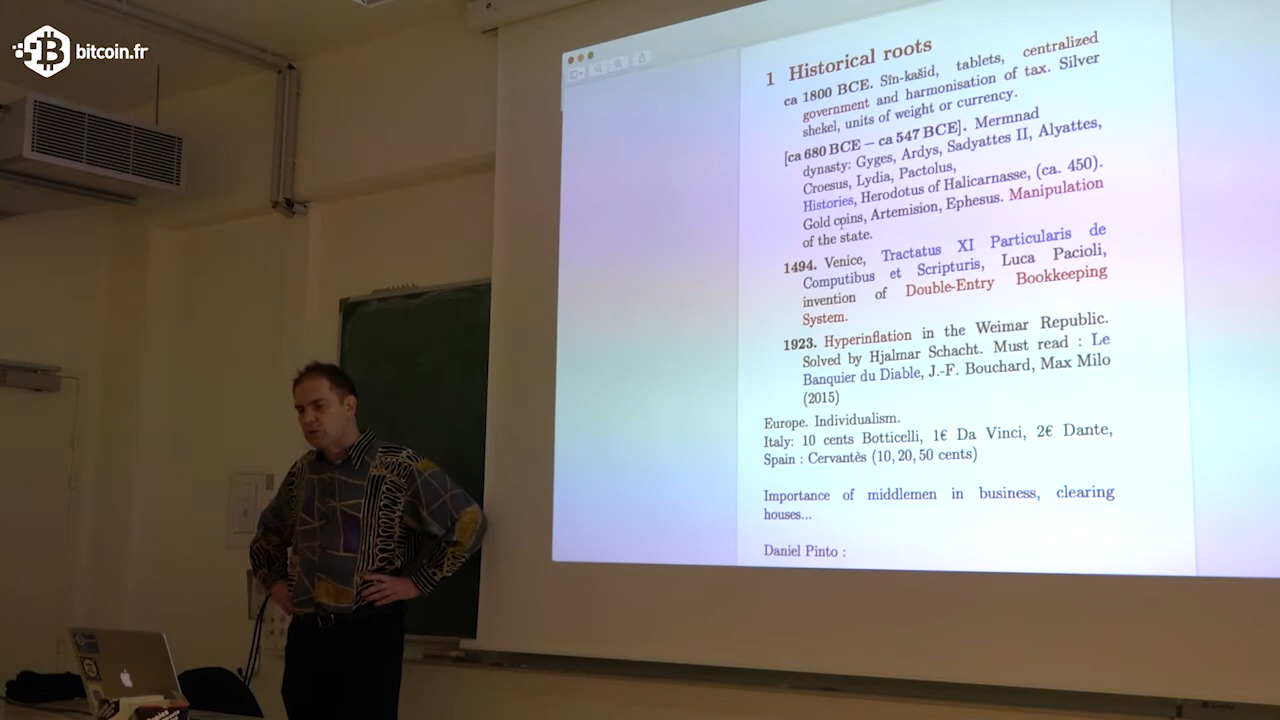 bitcoin.fr
1 Historical roots
ca 1800 BCE. Sîn-kašid, tablets, centralized
government and harmonisation of tax. Silver
shekel, units of weight or currency.
[ca 680 BCE – ca 547 BCE]. Mermnad
dynasty: Gyges, Ardys, Sadyattes II, Alyattes,
Croesus, Lydia, Pactolus,
Histories, Herodotus of Halicarnasse, (ca. 450).
Gold coins, Artemision, Ephesus. Manipulation
of the state.
1494. Venice, Tractatus XI Particularis de
Computibus et Scripturis, Luca Pacioli,
invention of Double-Entry Bookkeeping
System.
1923. Hyperinflation in the Weimar Republic.
Solved by Hjalmar Schacht. Must read : Le
Banquier du Diable, J.-F. Bouchard, Max Milo
(2015)
Europe. Individualism.
Italy: 10 cents Botticelli, 1€ Da Vinci, 2€ Dante,
Spain : Cervantès (10, 20, 50 cents)
Importance of middlemen in business, clearing
houses...
Daniel Pinto :